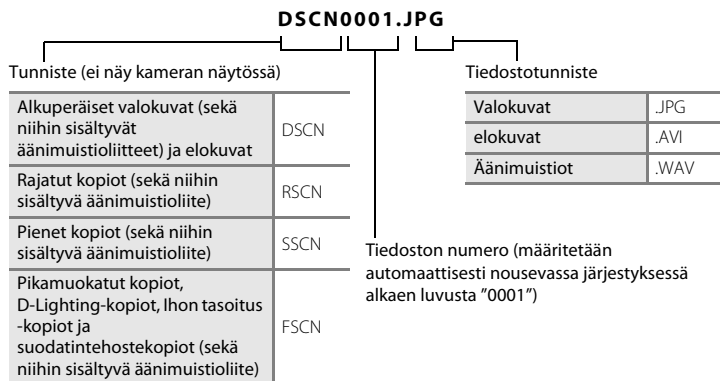 DSCN0001.JPG
Tunniste (ei näy kameran näytössä)
Alkuperäiset valokuvat (sekä
niihin sisältyvät
äänimuistioliitteet) ja elokuvat
DSCN
Rajatut kopiot (sekä niihin
sisältyvä äänimuistioliite)
RSCN
Pienet kopiot (sekä niihin
sisältyvä äänimuistioliite)
SSCN
Pikamuokatut kopiot,
D-Lighting-kopiot, Ihon tasoitus
-kopiot ja
suodatintehostekopiot (sekä
niihin sisältyvä äänimuistioliite)
FSCN
Tiedostotunniste
Valokuvat .JPG
elokuvat .AVI
Äänimuistiot .WAV
Tiedoston numero (määritetään
automaattisesti nousevassa järjestyksessä
alkaen luvusta ”0001”)